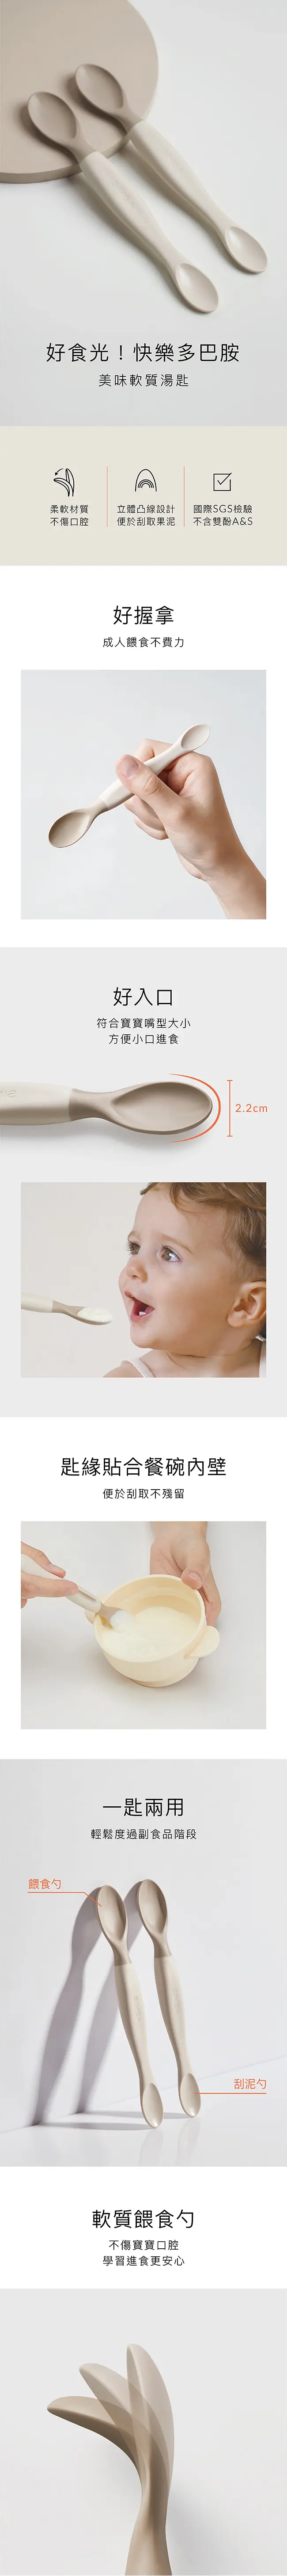 好食光！快樂多巴胺
美味軟質湯匙
柔軟材質
不傷口腔
立體凸線設計
便於刮取果泥
國際SGS檢驗
不含雙酚A&S
好握拿
成人餵食不費力
好入口
符合寶寶嘴型大小
方便小口進食
2.2cm
匙緣貼合餐碗內壁
便於刮取不殘留
一匙兩用
輕鬆度過副食品階段
餵食勺
刮泥勺
軟質餵食勺
不傷寶寶口腔
學習進食更安心